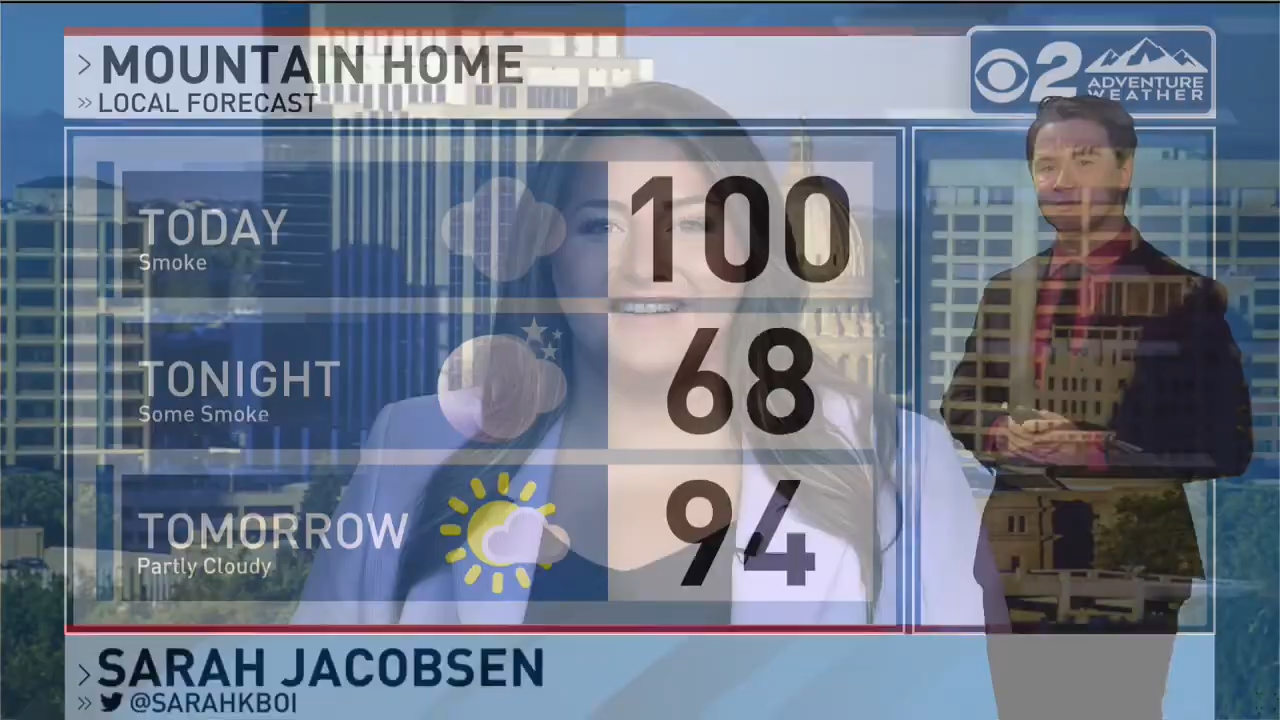 MOUNTAIN HOME
LOCAL FORECAST
2 ADVENTURE WEATHER
TODAY
Smoke
100
TONIGHT
Some Smoke
68
TOMORROW
Partly Cloudy
94
SARAH JACOBSEN
@SARAHKBOI